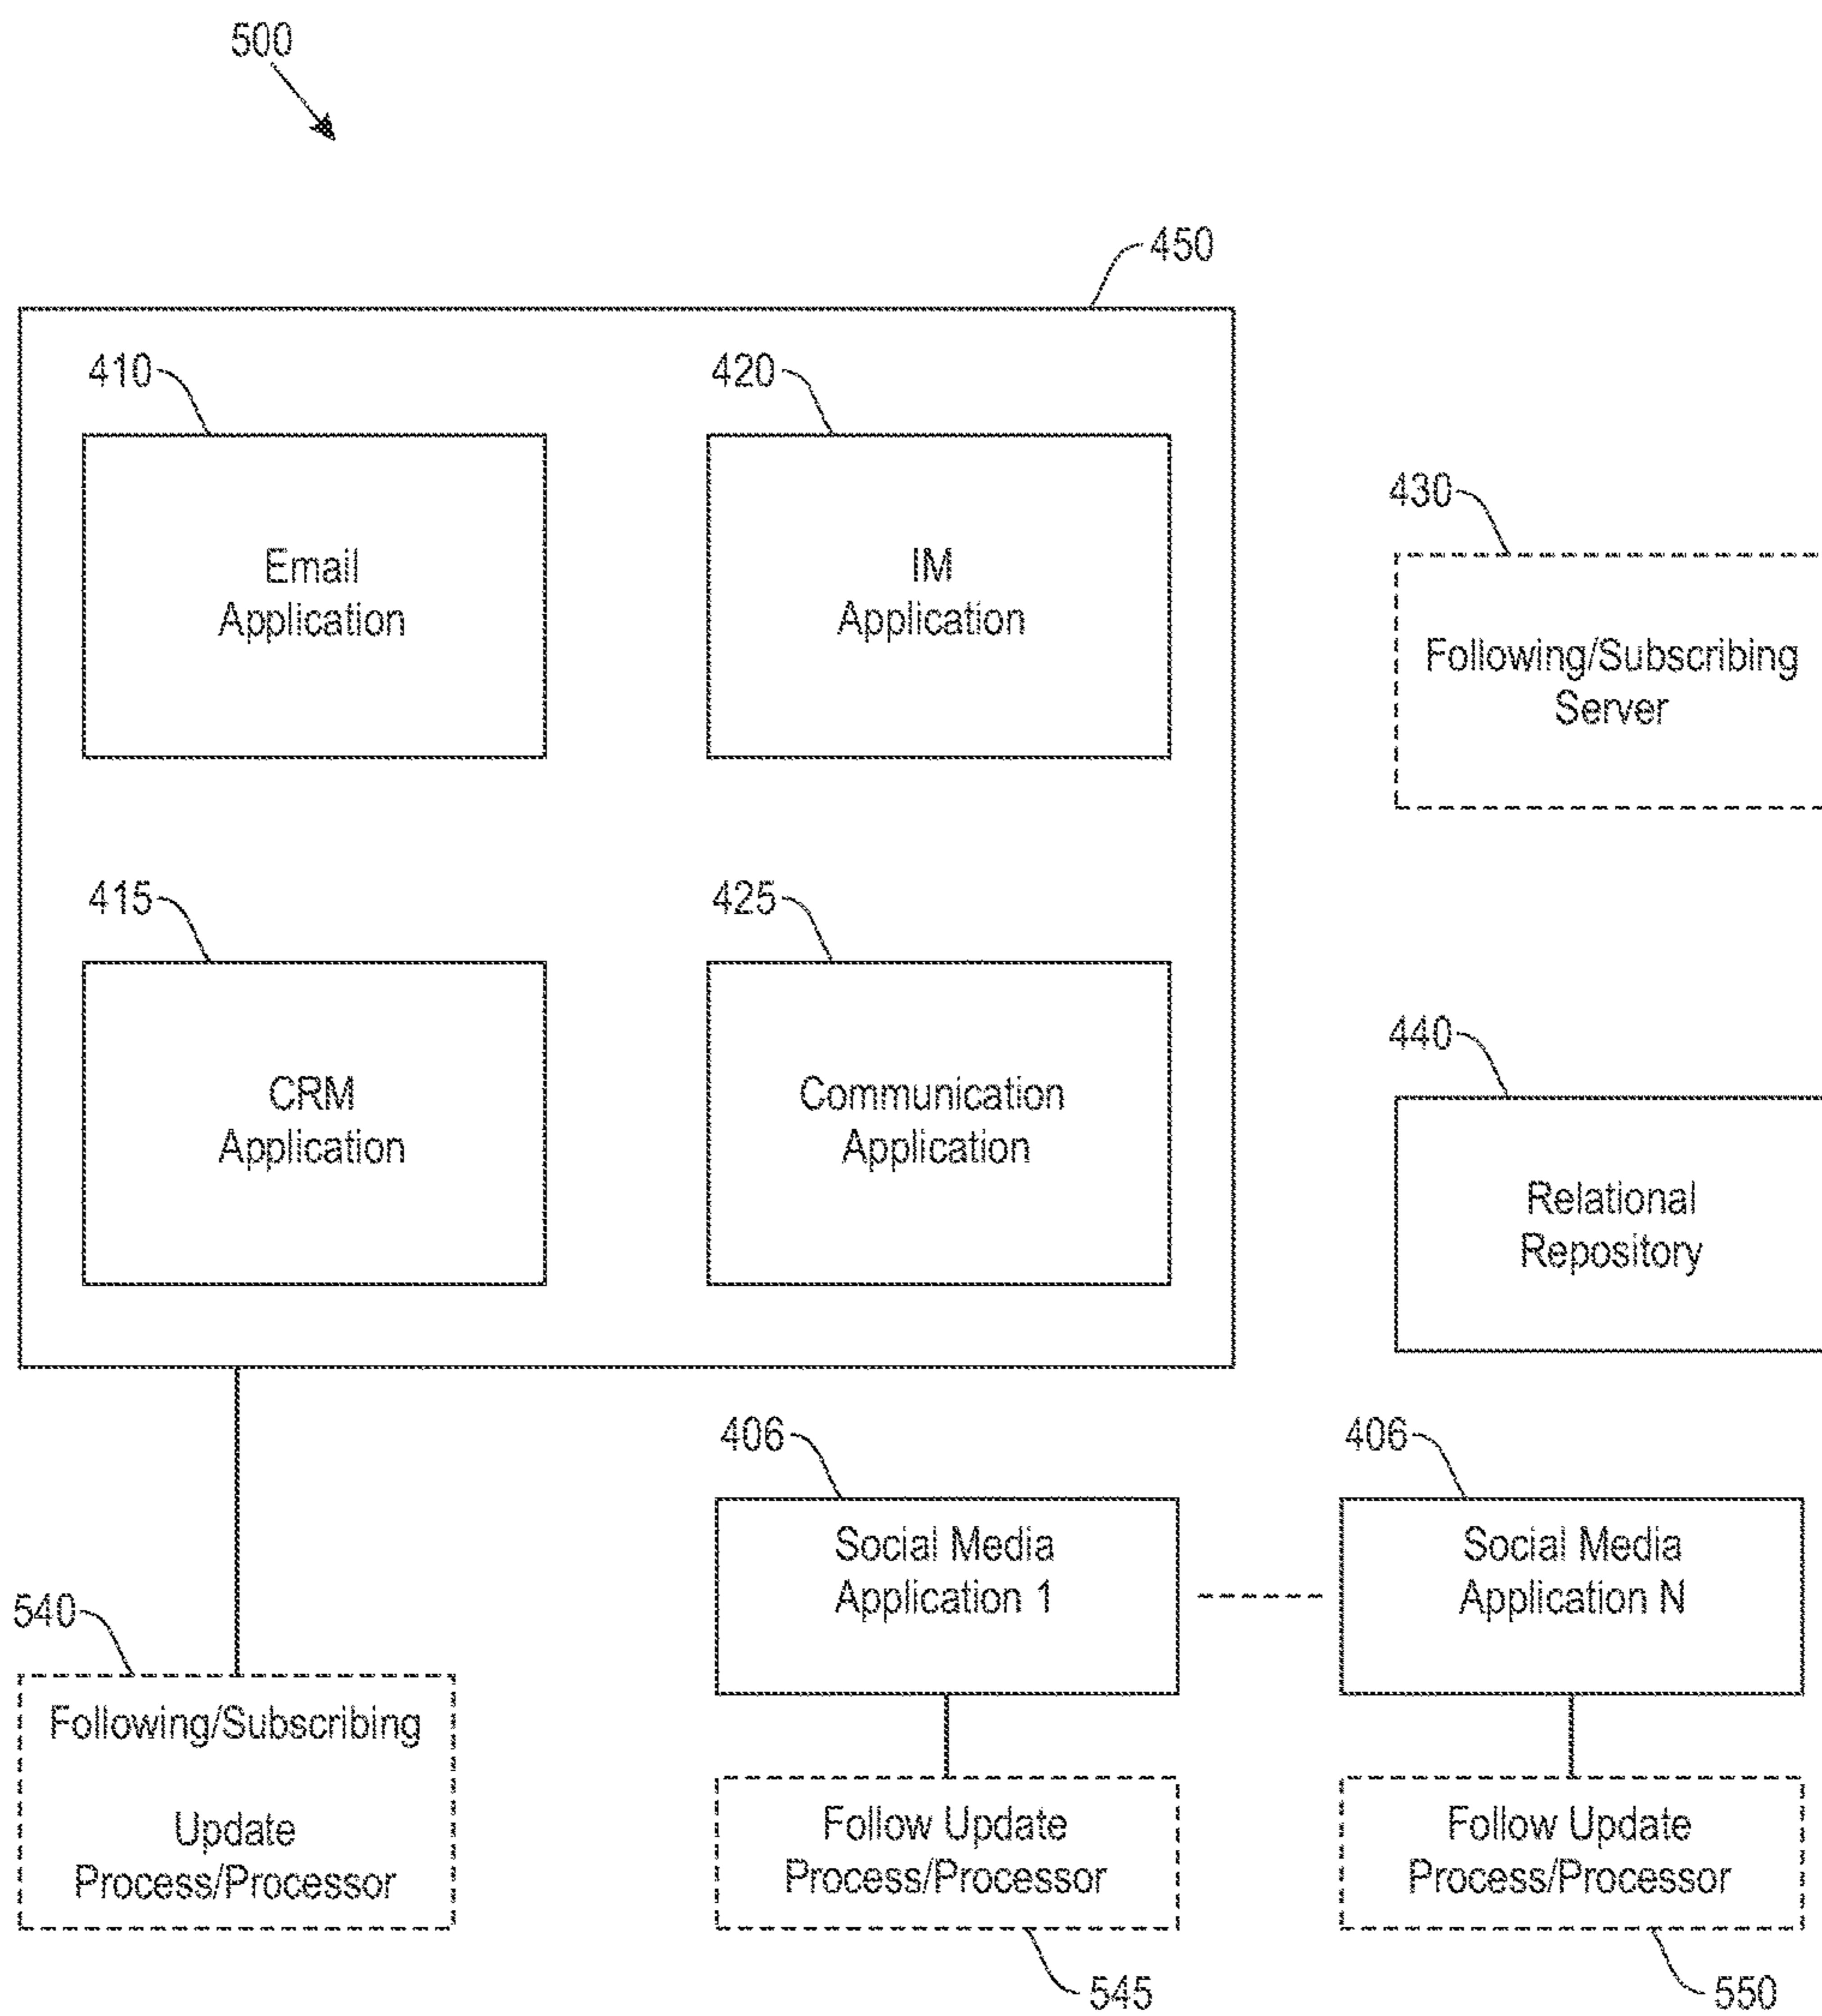 500
450
410
420
Email
Application
IM
Application
430
Following/Subscribing
Server
415
425
CRM
Application
Communication
Application
440
Relational
Repository
406
406
Social Media
Application 1
Social Media
Application N
540
Following/Subscribing
Update
Process/Processor
Follow Update
Process/Processor
Follow Update
Process/Processor
545
550